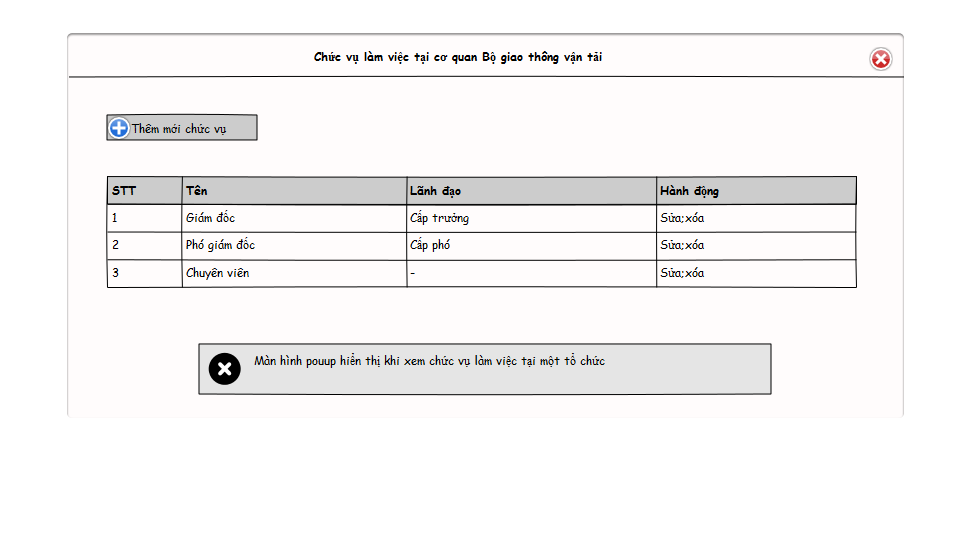 Chức vụ làm việc tại cơ quan Bộ giao thông vận tải
Thêm mới chức vụ
STT Tên Lãnh đạo Hành động
1 Giám đốc Cấp trưởng Sửa;xóa
2 Phó giám đốc Cấp phó Sửa;xóa
3 Chuyên viên - Sửa;xóa
Màn hình pouup hiển thị khi xem chức vụ làm việc tại một tổ chức